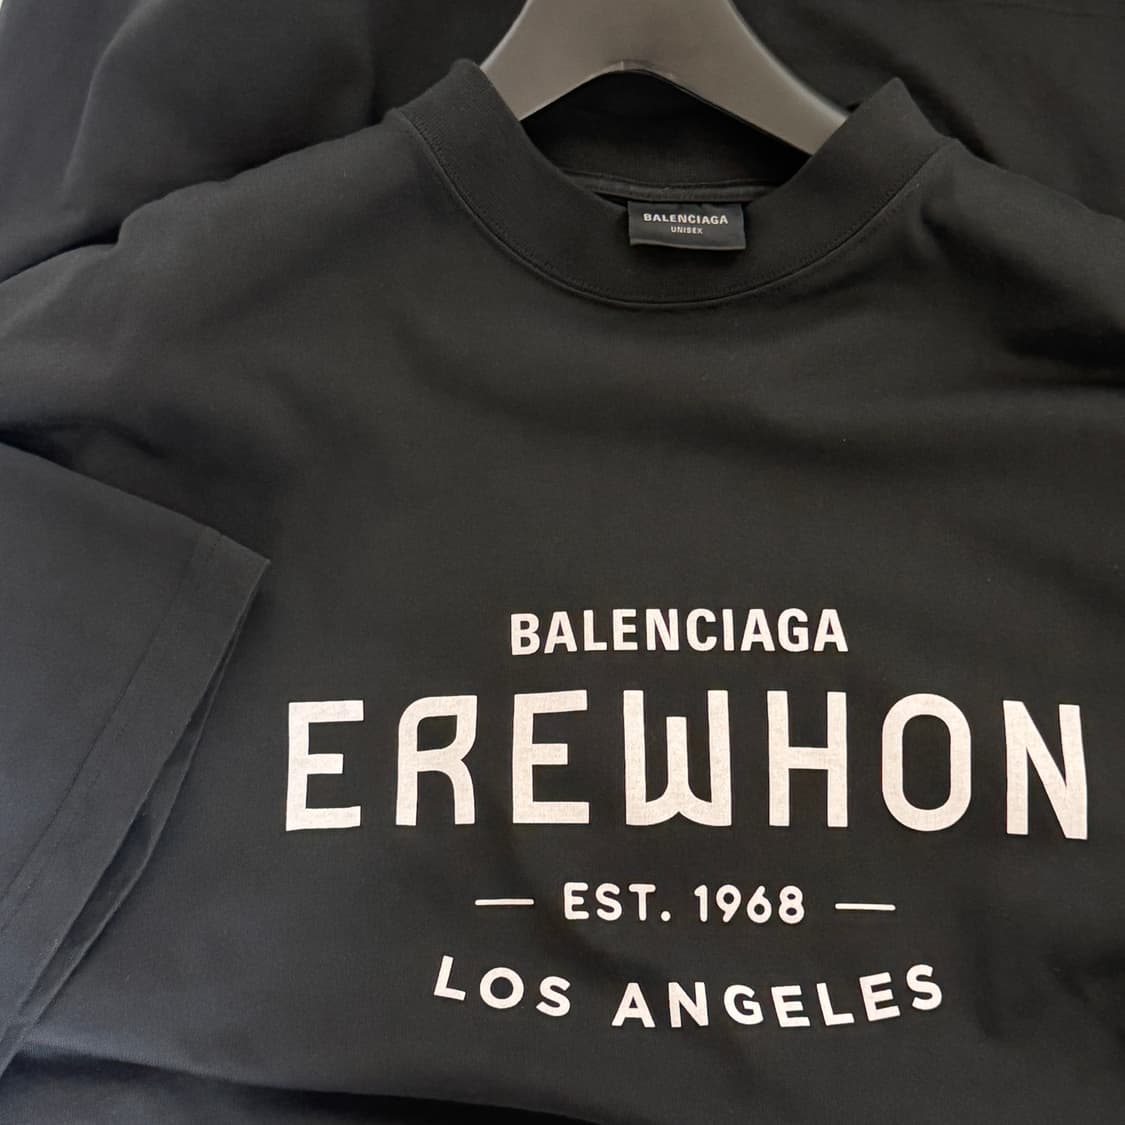 BALENCIAGA
UNISEX
BALENCIAGA
EREWHON
— EST. 1968 —
LOS ANGELES